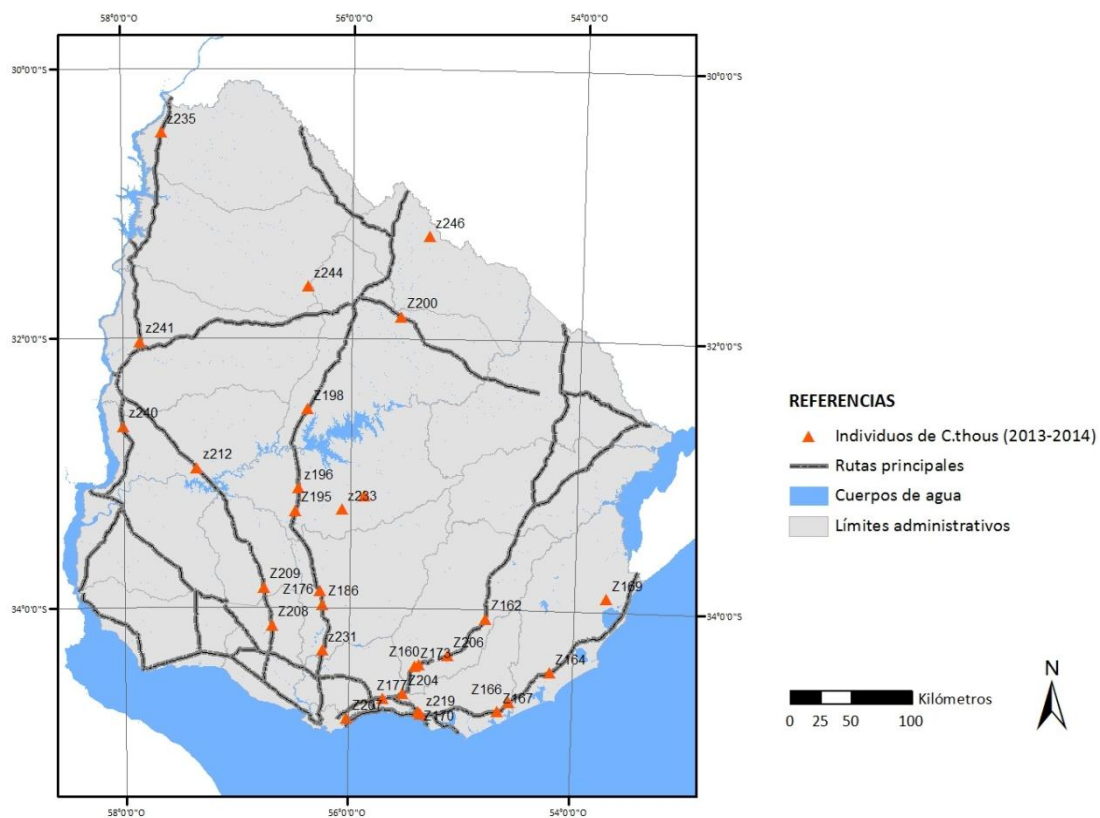 58°0'0"O 56°0'0"O 54°0'0"O
30°0'0"S 30°0'0"S
z235
z246
z244
Z200
32°0'0"S 32°0'0"S
z241
Z198
z240
z212
z196
Z195 z233
Z209
Z176 Z186
Z169
34°0'0"S 34°0'0"S
Z208
Z162
z231
Z160 Z173 Z206
Z164
Z177 Z204
Z166 Z167
Z207 z219
Z170
58°0'0"O 56°0'0"O 54°0'0"O
REFERENCIAS
Individuos de C.thous (2013-2014)
Rutas principales
Cuerpos de agua
Límites administrativos
N
Kilómetros
0 25 50 100